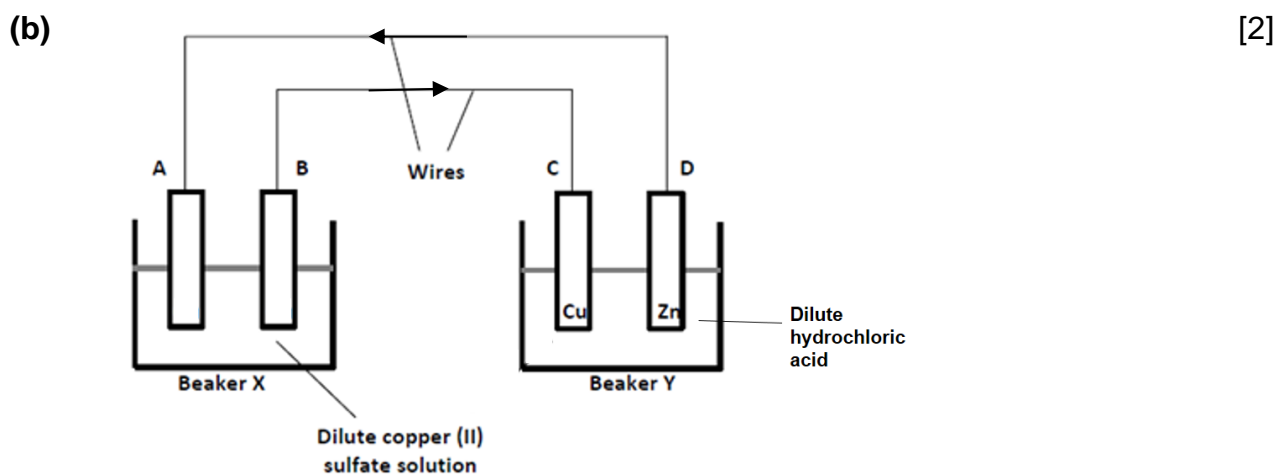 (b) [2]
A B Wires C D
Cu Zn
Dilute
hydrochloric
acid
Beaker X Beaker Y
Dilute copper (II)
sulfate solution